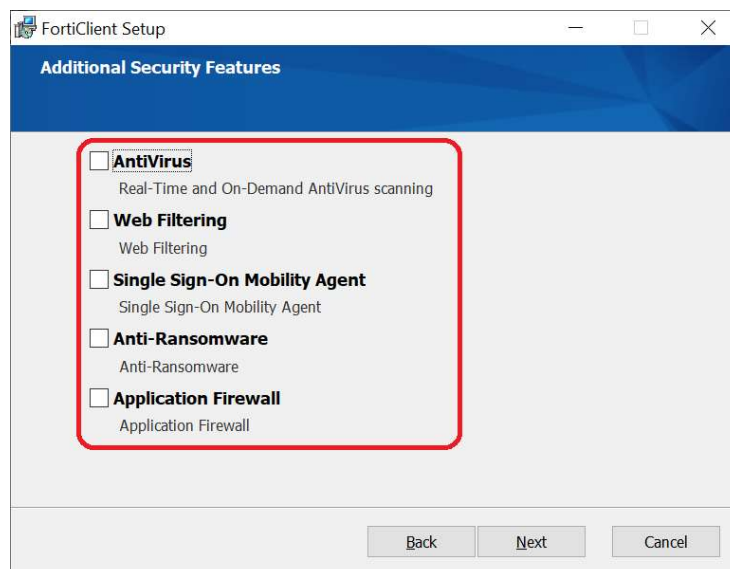 FortiClient Setup
Additional Security Features
AntiVirus
Real-Time and On-Demand AntiVirus scanning
Web Filtering
Web Filtering
Single Sign-On Mobility Agent
Single Sign-On Mobility Agent
Anti-Ransomware
Anti-Ransomware
Application Firewall
Application Firewall
Back Next Cancel